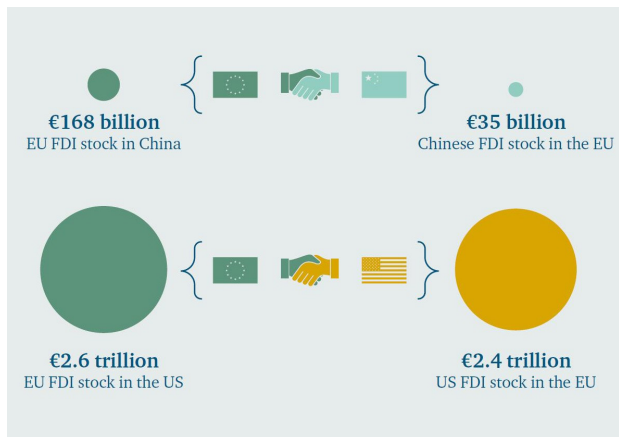 €168 billion
EU FDI stock in China
€35 billion
Chinese FDI stock in the EU
€2.6 trillion
EU FDI stock in the US
€2.4 trillion
US FDI stock in the EU